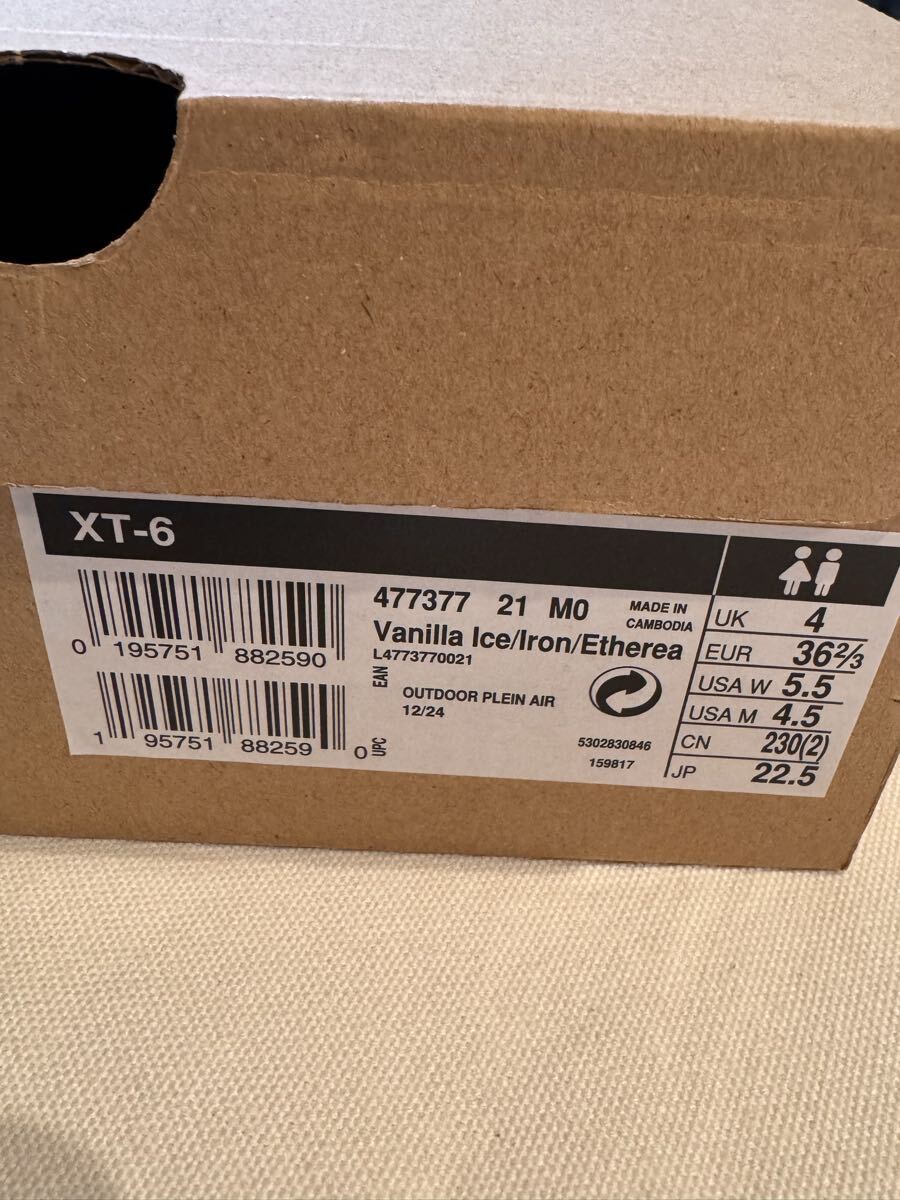 XT-6
0 195751 882590
EAN
1 95751 88259 0
UPC
477377 21 M0
MADE IN
CAMBODIA
Vanilla Ice/Iron/Etherea
L4773770021
OUTDOOR PLEIN AIR
12/24
5302830846
159817
UK 4
EUR 36⅔
USA W 5.5
USA M 4.5
CN 230(2)
JP 22.5